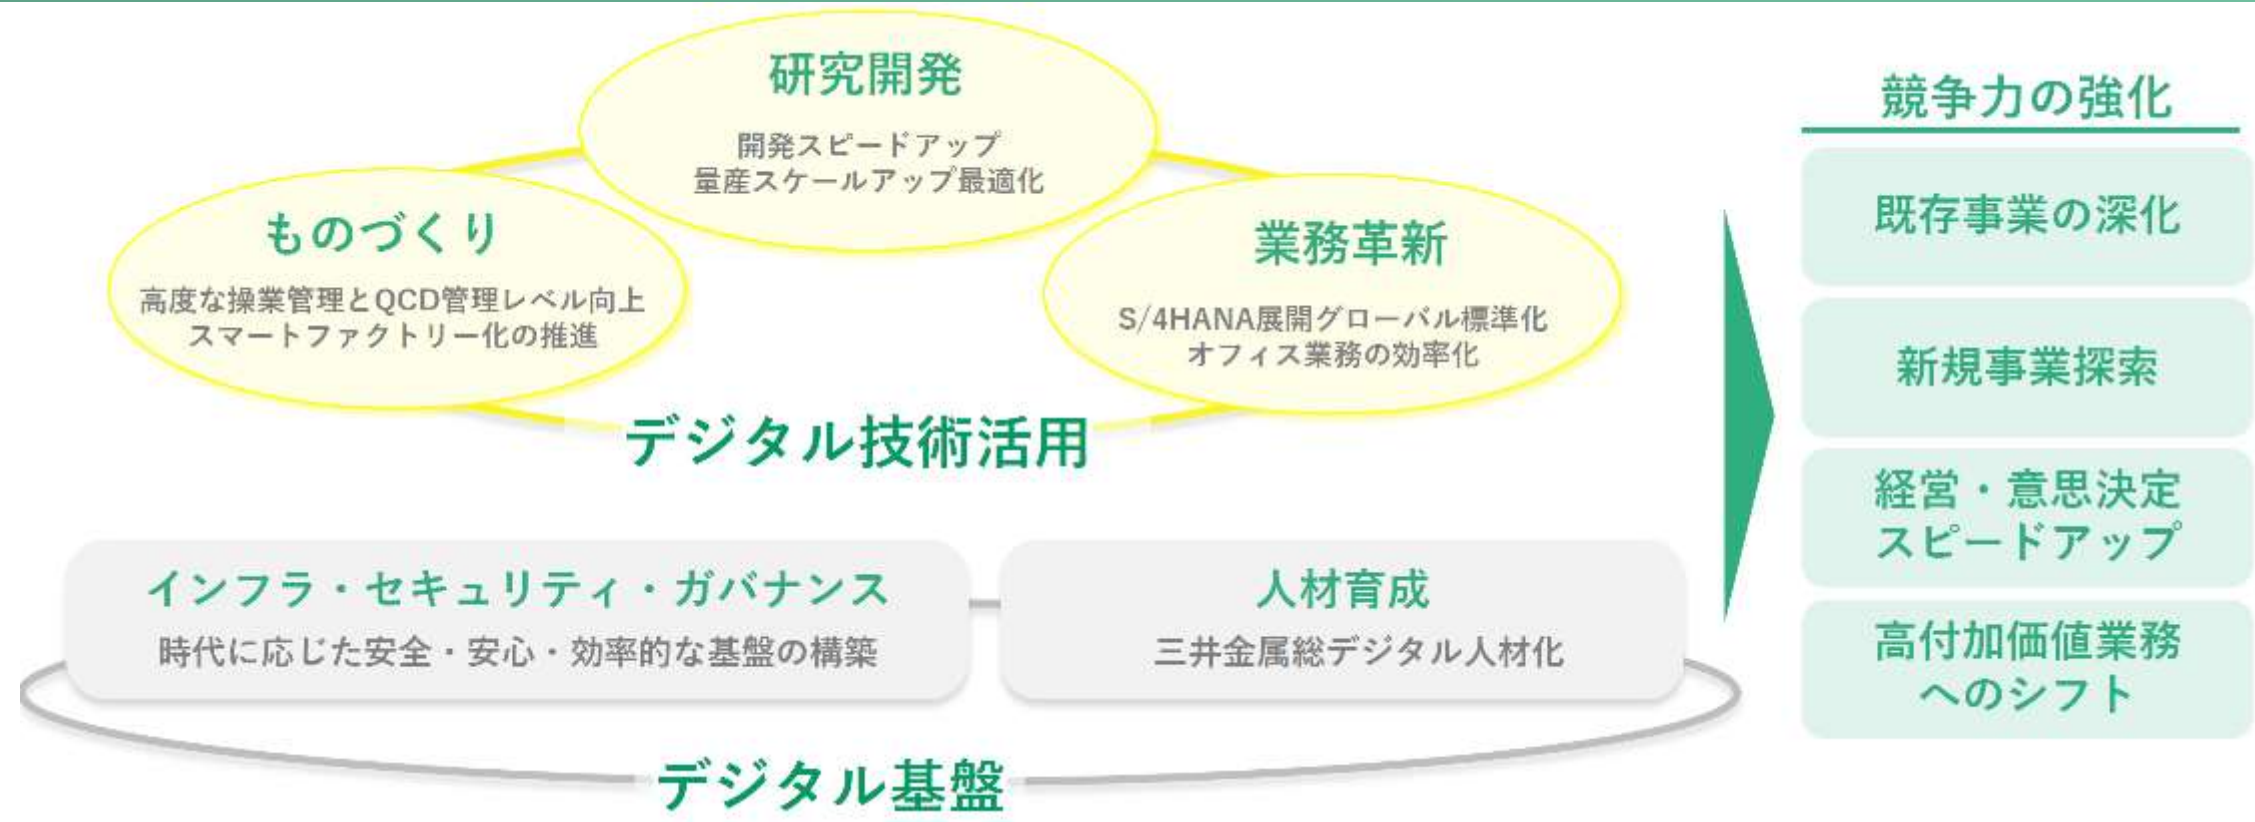 研究開発
開発スピードアップ
量産スケールアップ最適化
ものづくり
高度な操業管理とQCD管理レベル向上
スマートファクトリー化の推進
業務革新
S/4HANA展開グローバル標準化
オフィス業務の効率化
デジタル技術活用
インフラ・セキュリティ・ガバナンス
時代に応じた安全・安心・効率的な基盤の構築
人材育成
三井金属総デジタル人材化
デジタル基盤
競争力の強化
既存事業の深化
新規事業探索
経営・意思決定
スピードアップ
高付加価値業務
へのシフト